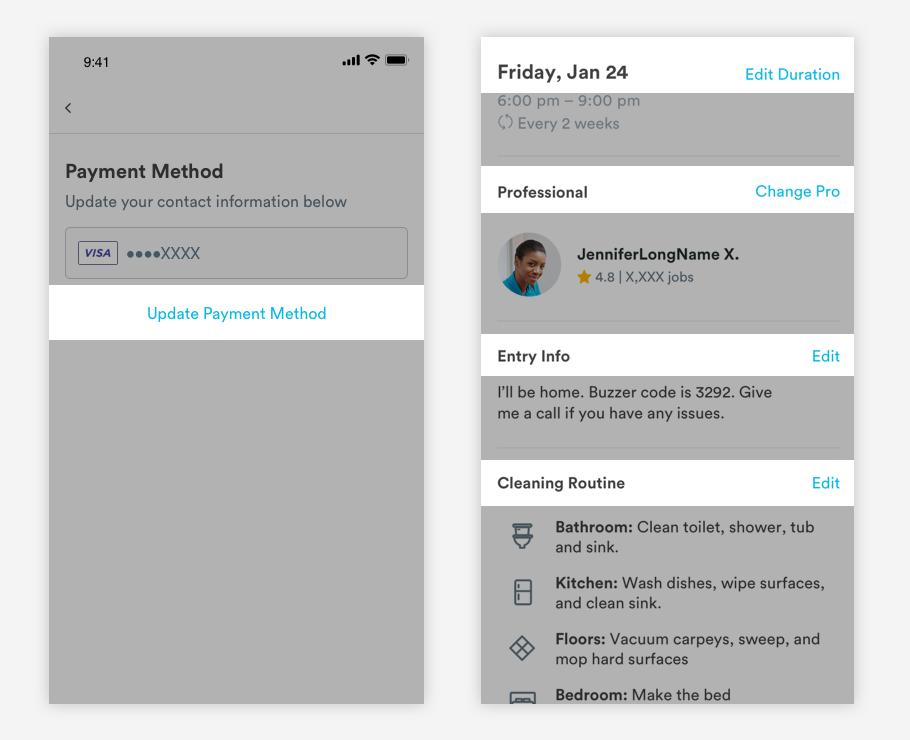 9:41
Payment Method
Update your contact information below
VISA ●●●●XXXX
Update Payment Method
Friday, Jan 24 Edit Duration
6:00 pm – 9:00 pm
Every 2 weeks
Professional Change Pro
JenniferLongName X.
4.8 | X,XXX jobs
Entry Info Edit
I’ll be home. Buzzer code is 3292. Give
me a call if you have any issues.
Cleaning Routine Edit
Bathroom: Clean toilet, shower, tub
and sink.
Kitchen: Wash dishes, wipe surfaces,
and clean sink.
Floors: Vacuum carpeys, sweep, and
mop hard surfaces
Bedroom: Make the bed